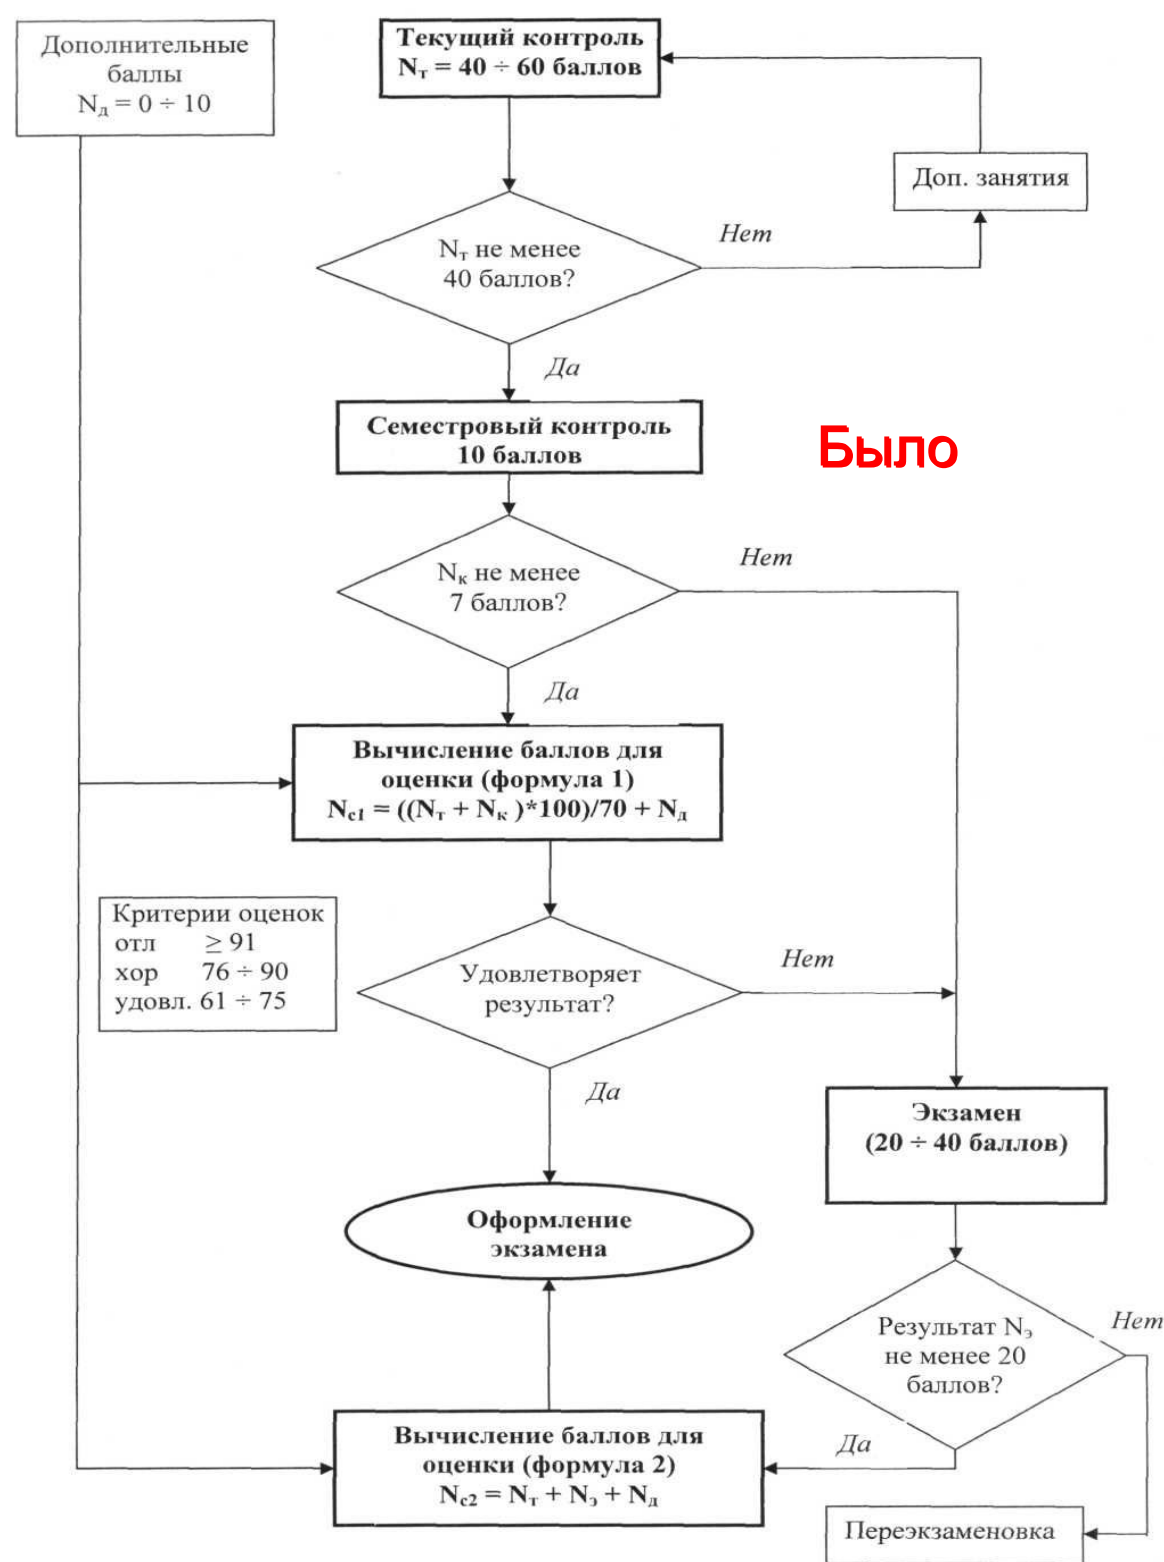 Дополнительные
баллы
Nд = 0 ÷ 10
Текущий контроль
Nт = 40 ÷ 60 баллов
Доп. занятия
Nт не менее
40 баллов?
Нет
Да
Семестровый контроль
10 баллов
Было
Nк не менее
7 баллов?
Нет
Да
Вычисление баллов для
оценки (формула 1)
Nс1 = ((Nт + Nк )*100)/70 + Nд
Критерии оценок
отл ≥ 91
хор 76 ÷ 90
удовл. 61 ÷ 75
Удовлетворяет
результат?
Нет
Да
Экзамен
(20 ÷ 40 баллов)
Оформление
экзамена
Результат Nэ
не менее 20
баллов?
Нет
Да
Вычисление баллов для
оценки (формула 2)
Nс2 = Nт + Nэ + Nд
Переэкзаменовка